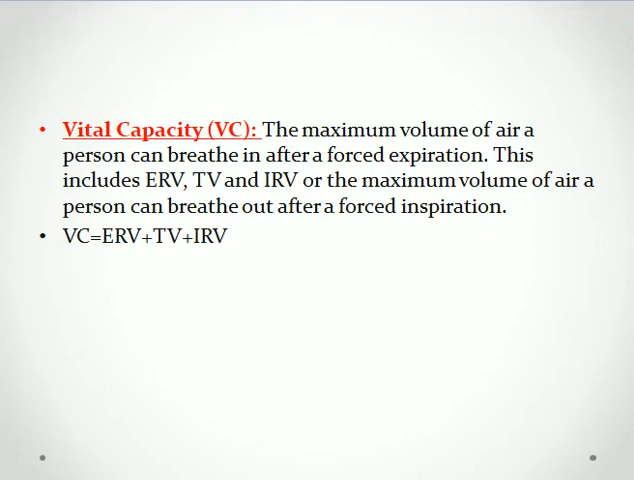 • Vital Capacity (VC): The maximum volume of air a
person can breathe in after a forced expiration. This
includes ERV, TV and IRV or the maximum volume of air a
person can breathe out after a forced inspiration.
• VC=ERV+TV+IRV